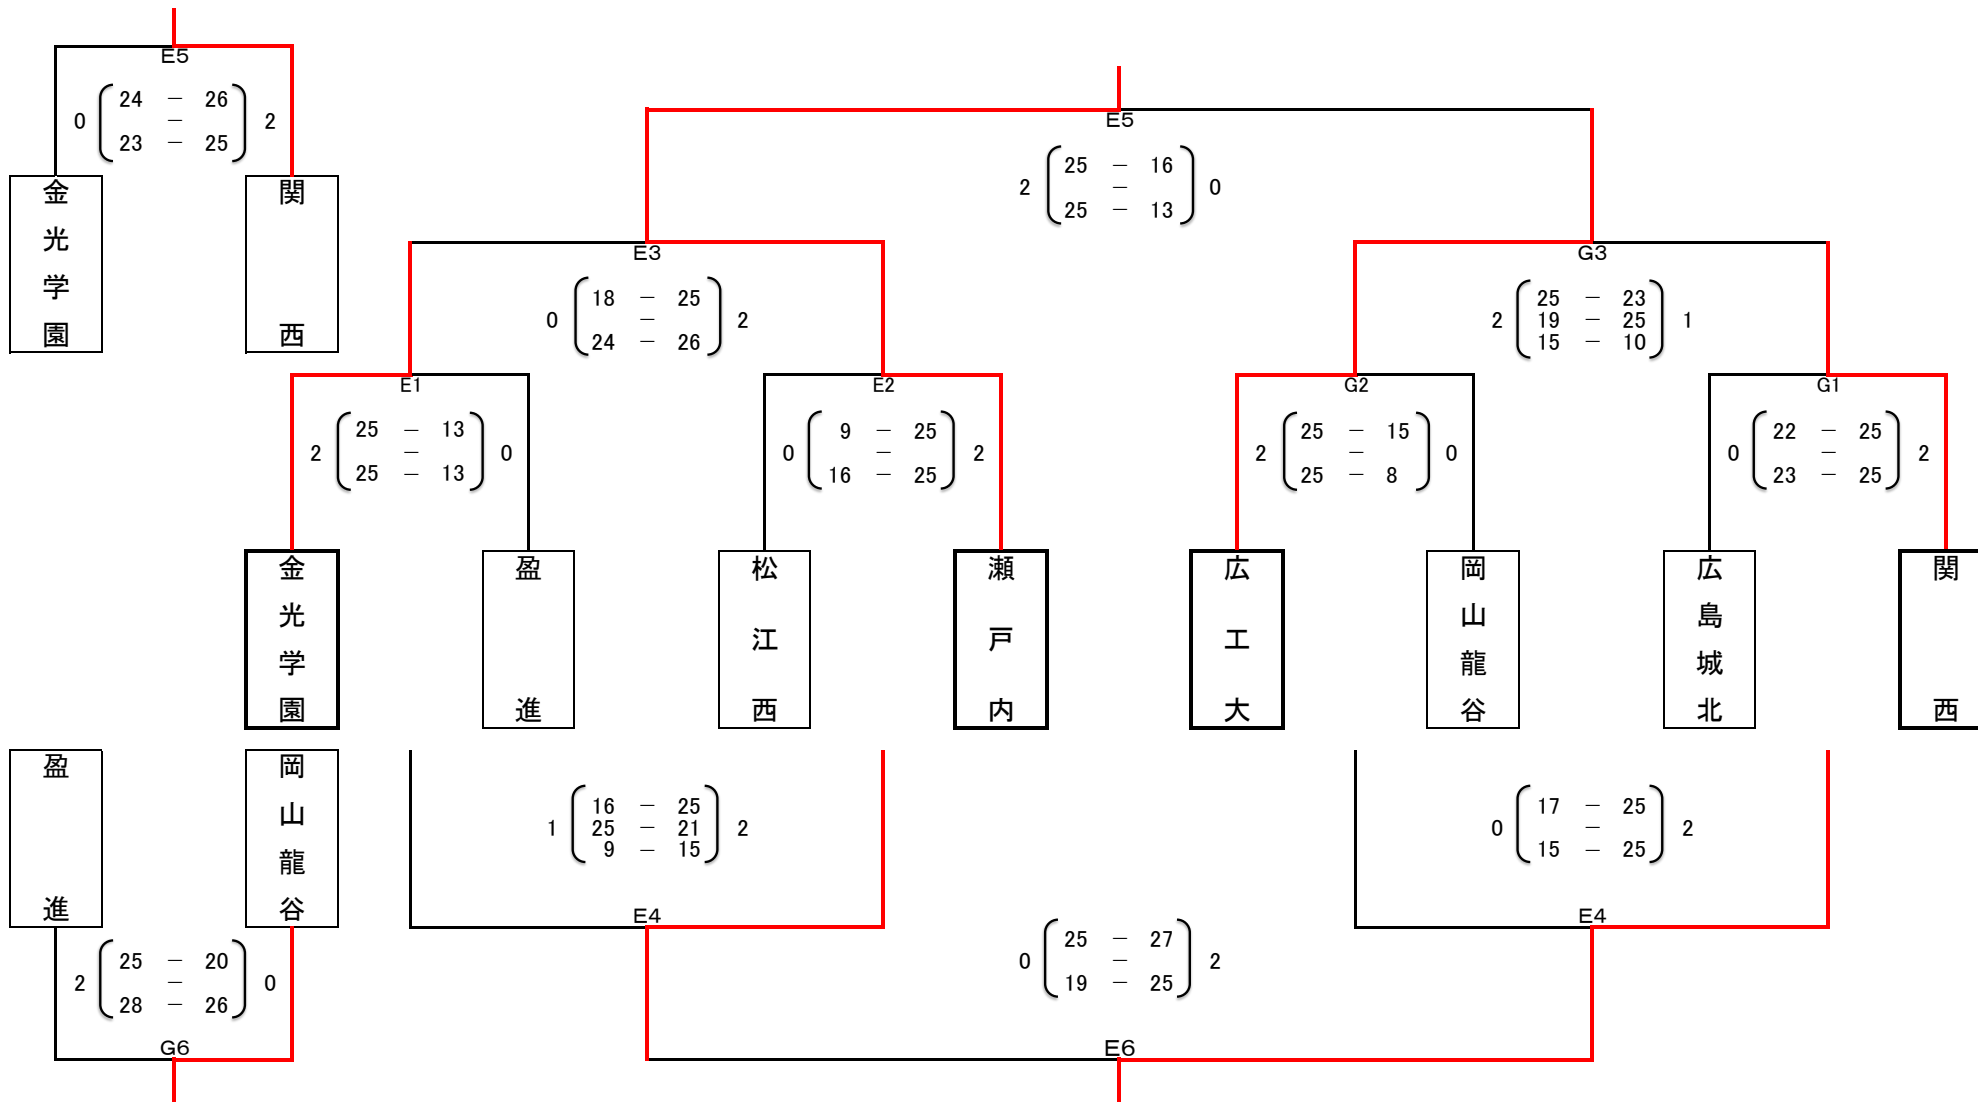 E5
24 － 26
0 － 2
23 － 25
金光学園
関西
E5
25 － 16
2 － 0
25 － 13
E3
18 － 25
0 － 2
24 － 26
G3
25 － 23
2 19 － 25 1
15 － 10
E1
25 － 13
2 － 0
25 － 13
E2
9 － 25
0 － 2
16 － 25
G2
25 － 15
2 － 0
25 － 8
G1
22 － 25
0 － 2
23 － 25
金光学園
盈進
松江西
瀬戸内
広工大
岡山龍谷
広島城北
関西
盈進
岡山龍谷
16 － 25
1 25 － 21 2
9 － 15
E4
17 － 25
0 － 2
15 － 25
E4
25 － 20
2 － 0
28 － 26
G6
25 － 27
0 － 2
19 － 25
E6